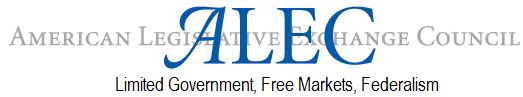 AMERICAN LEGISLATIVE EXCHANGE COUNCIL
ALEC
Limited Government, Free Markets, Federalism